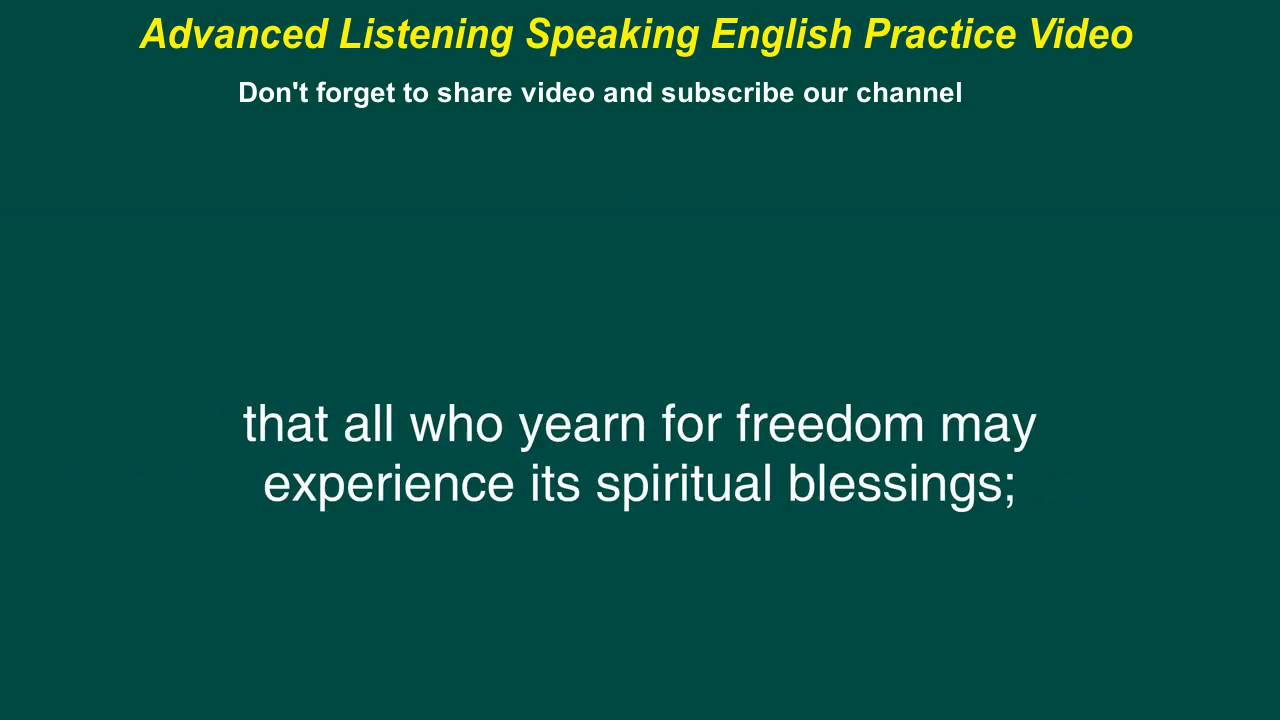 Advanced Listening Speaking English Practice Video
Don't forget to share video and subscribe our channel
that all who yearn for freedom may
experience its spiritual blessings;